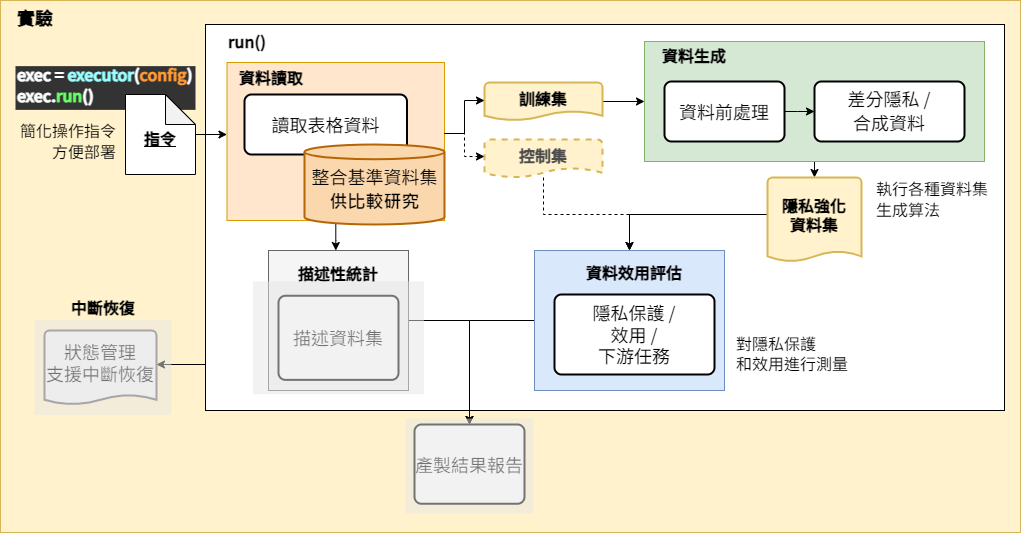 實驗
run()
exec = executor(config)
exec.run()
簡化操作指令
方便部署
指令
資料讀取
讀取表格資料
整合基準資料集
供比較研究
訓練集
控制集
資料生成
資料前處理
差分隱私 /
合成資料
隱私強化
資料集
執行各種資料集
生成算法
描述性統計
描述資料集
資料效用評估
隱私保護 /
效用 /
下游任務
對隱私保護
和效用進行測量
中斷恢復
狀態管理
支援中斷恢復
產製結果報告